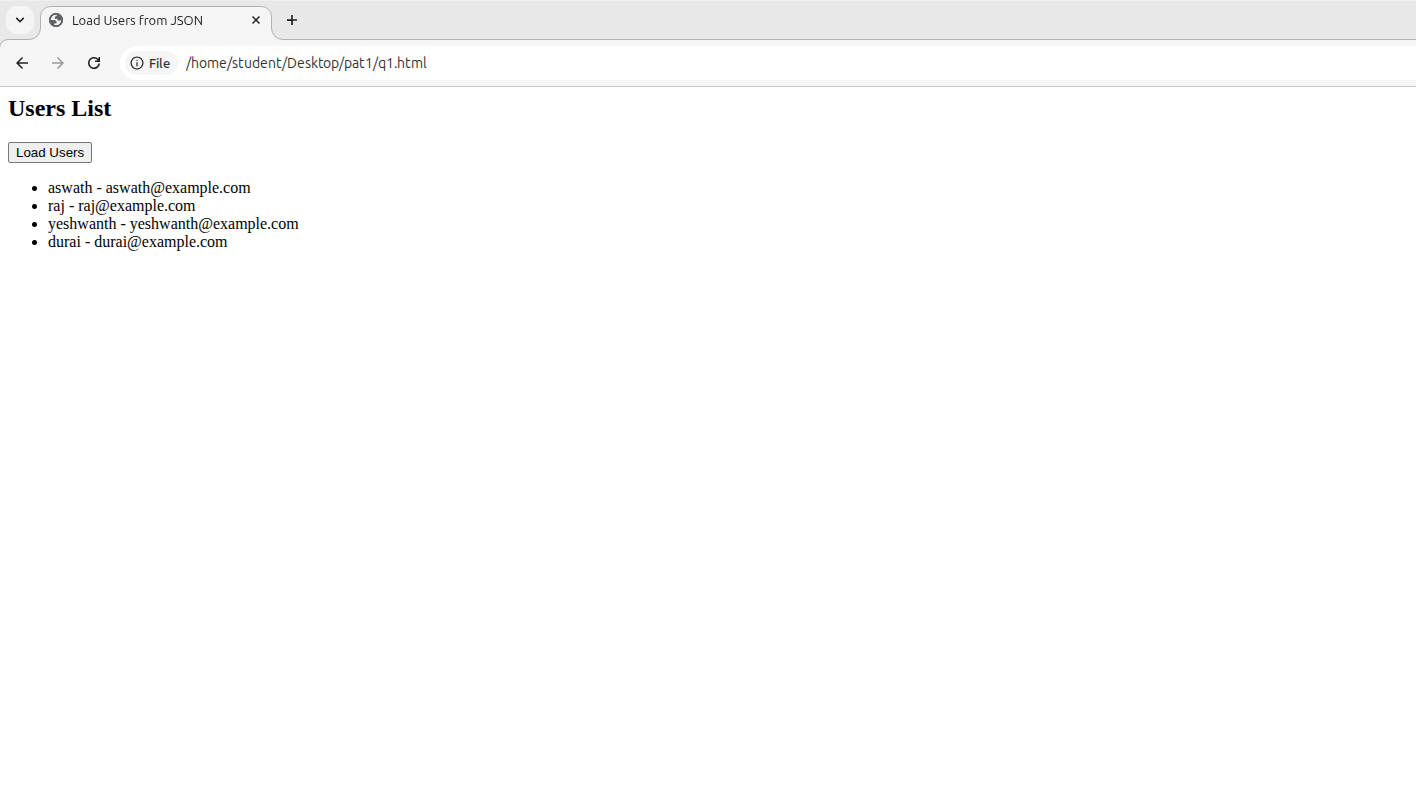 Load Users from JSON
File /home/student/Desktop/pat1/q1.html
Users List
Load Users
aswath - aswath@example.com
raj - raj@example.com
yeshwanth - yeshwanth@example.com
durai - durai@example.com